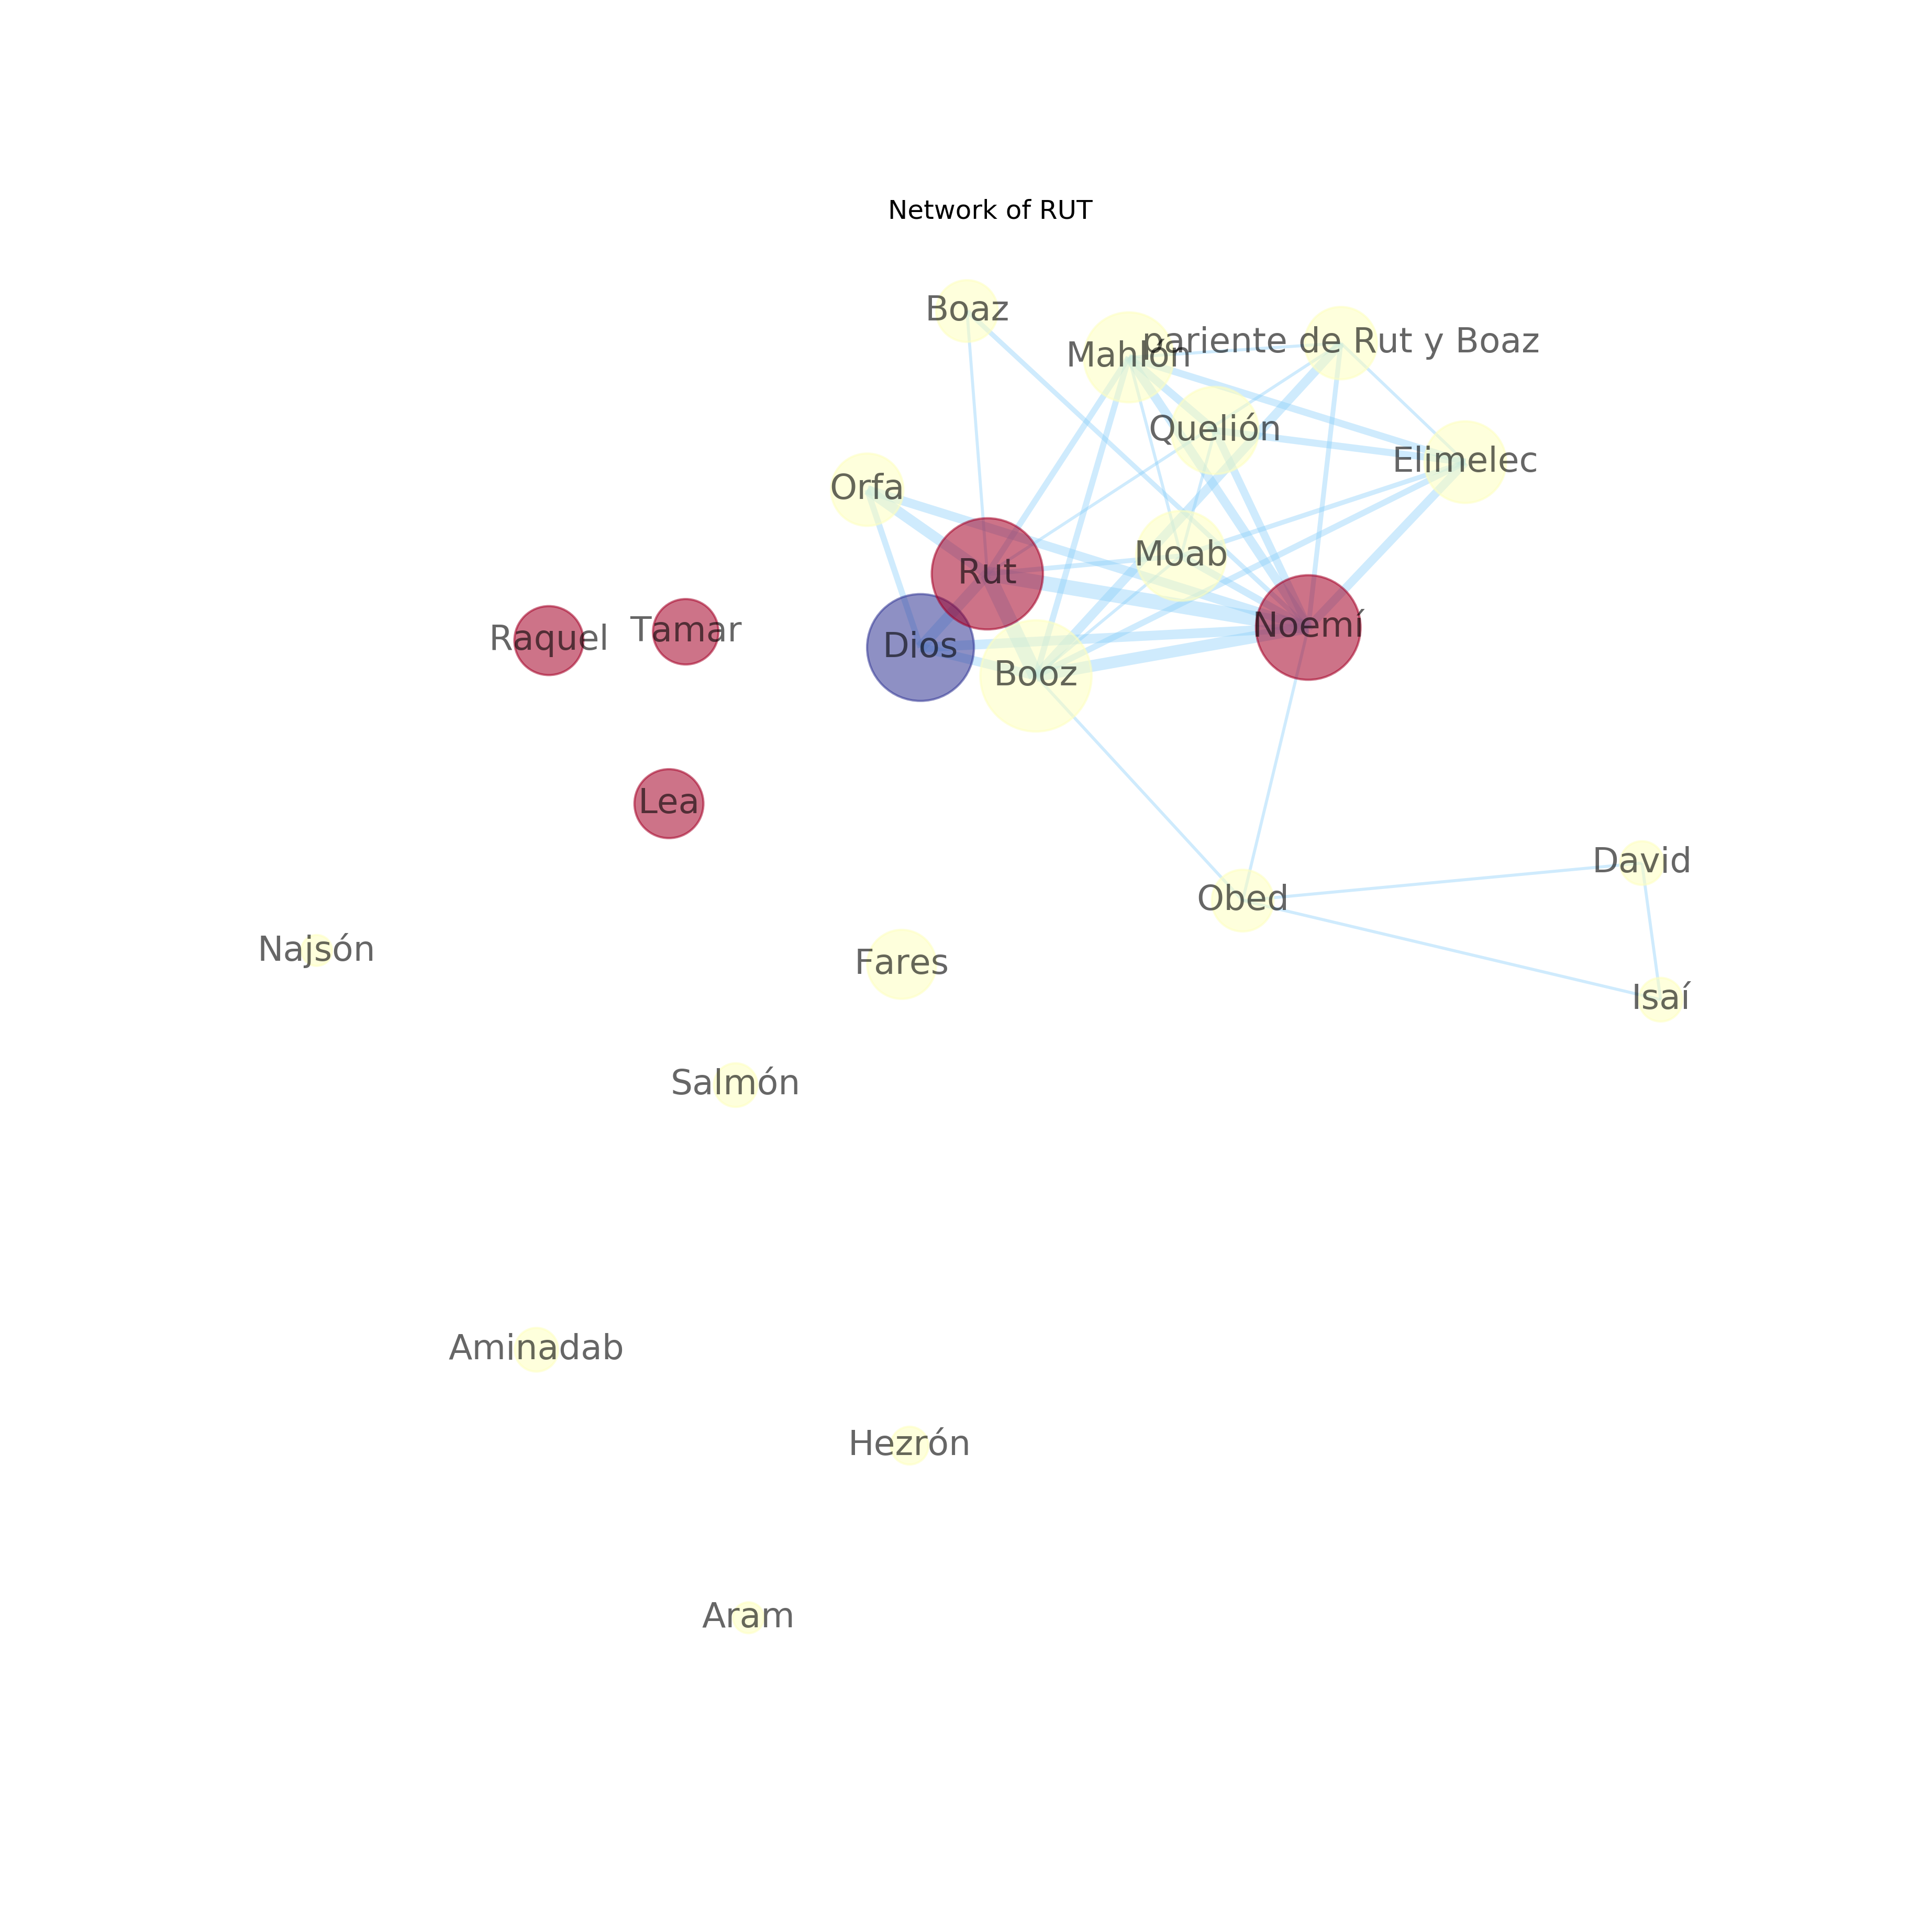 Network of RUT
Boaz
pariente de Rut y Boaz
Mahlón
Quelión
Elimelec
Orfa
Moab
Rut
Noemí
Tamar
Raquel
Dios
Booz
Lea
David
Obed
Najsón
Fares
Isaí
Salmón
Aminadab
Hezrón
Aram